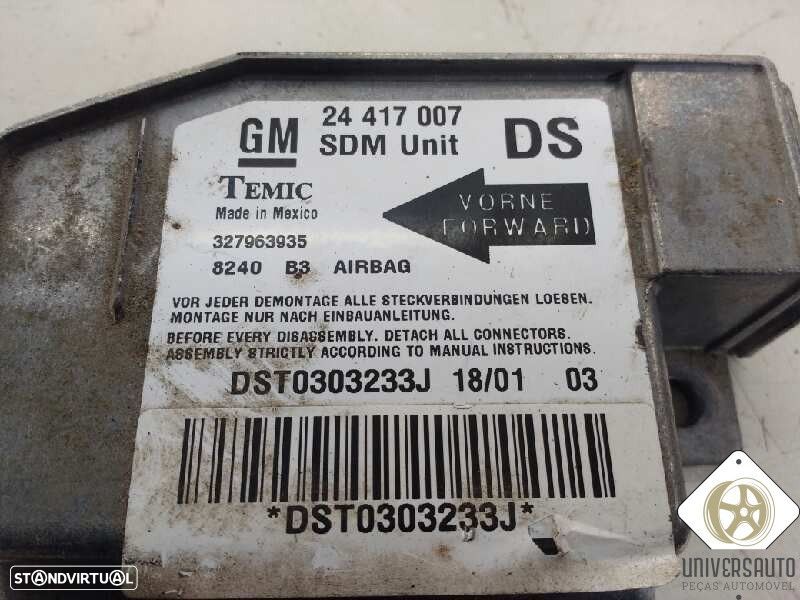 GM 24 417 007 DS
SDM Unit
TEMIC
Made in Mexico
VORNE
FORWARD
327963935
8240 B3 AIRBAG
VOR JEDER DEMONTAGE ALLE STECKVERBINDUNGEN LOESEN.
MONTAGE NUR NACH EINBAUANLEITUNG.
BEFORE EVERY DISASSEMBLY. DETACH ALL CONNECTORS.
ASSEMBLY STRICTLY ACCORDING TO MANUAL INSTRUCTIONS.
DST0303233J 18/01 03
*DST0303233J*
STANDVIRTUAL
UNIVERSAUTO
PEÇAS AUTOMÓVEL